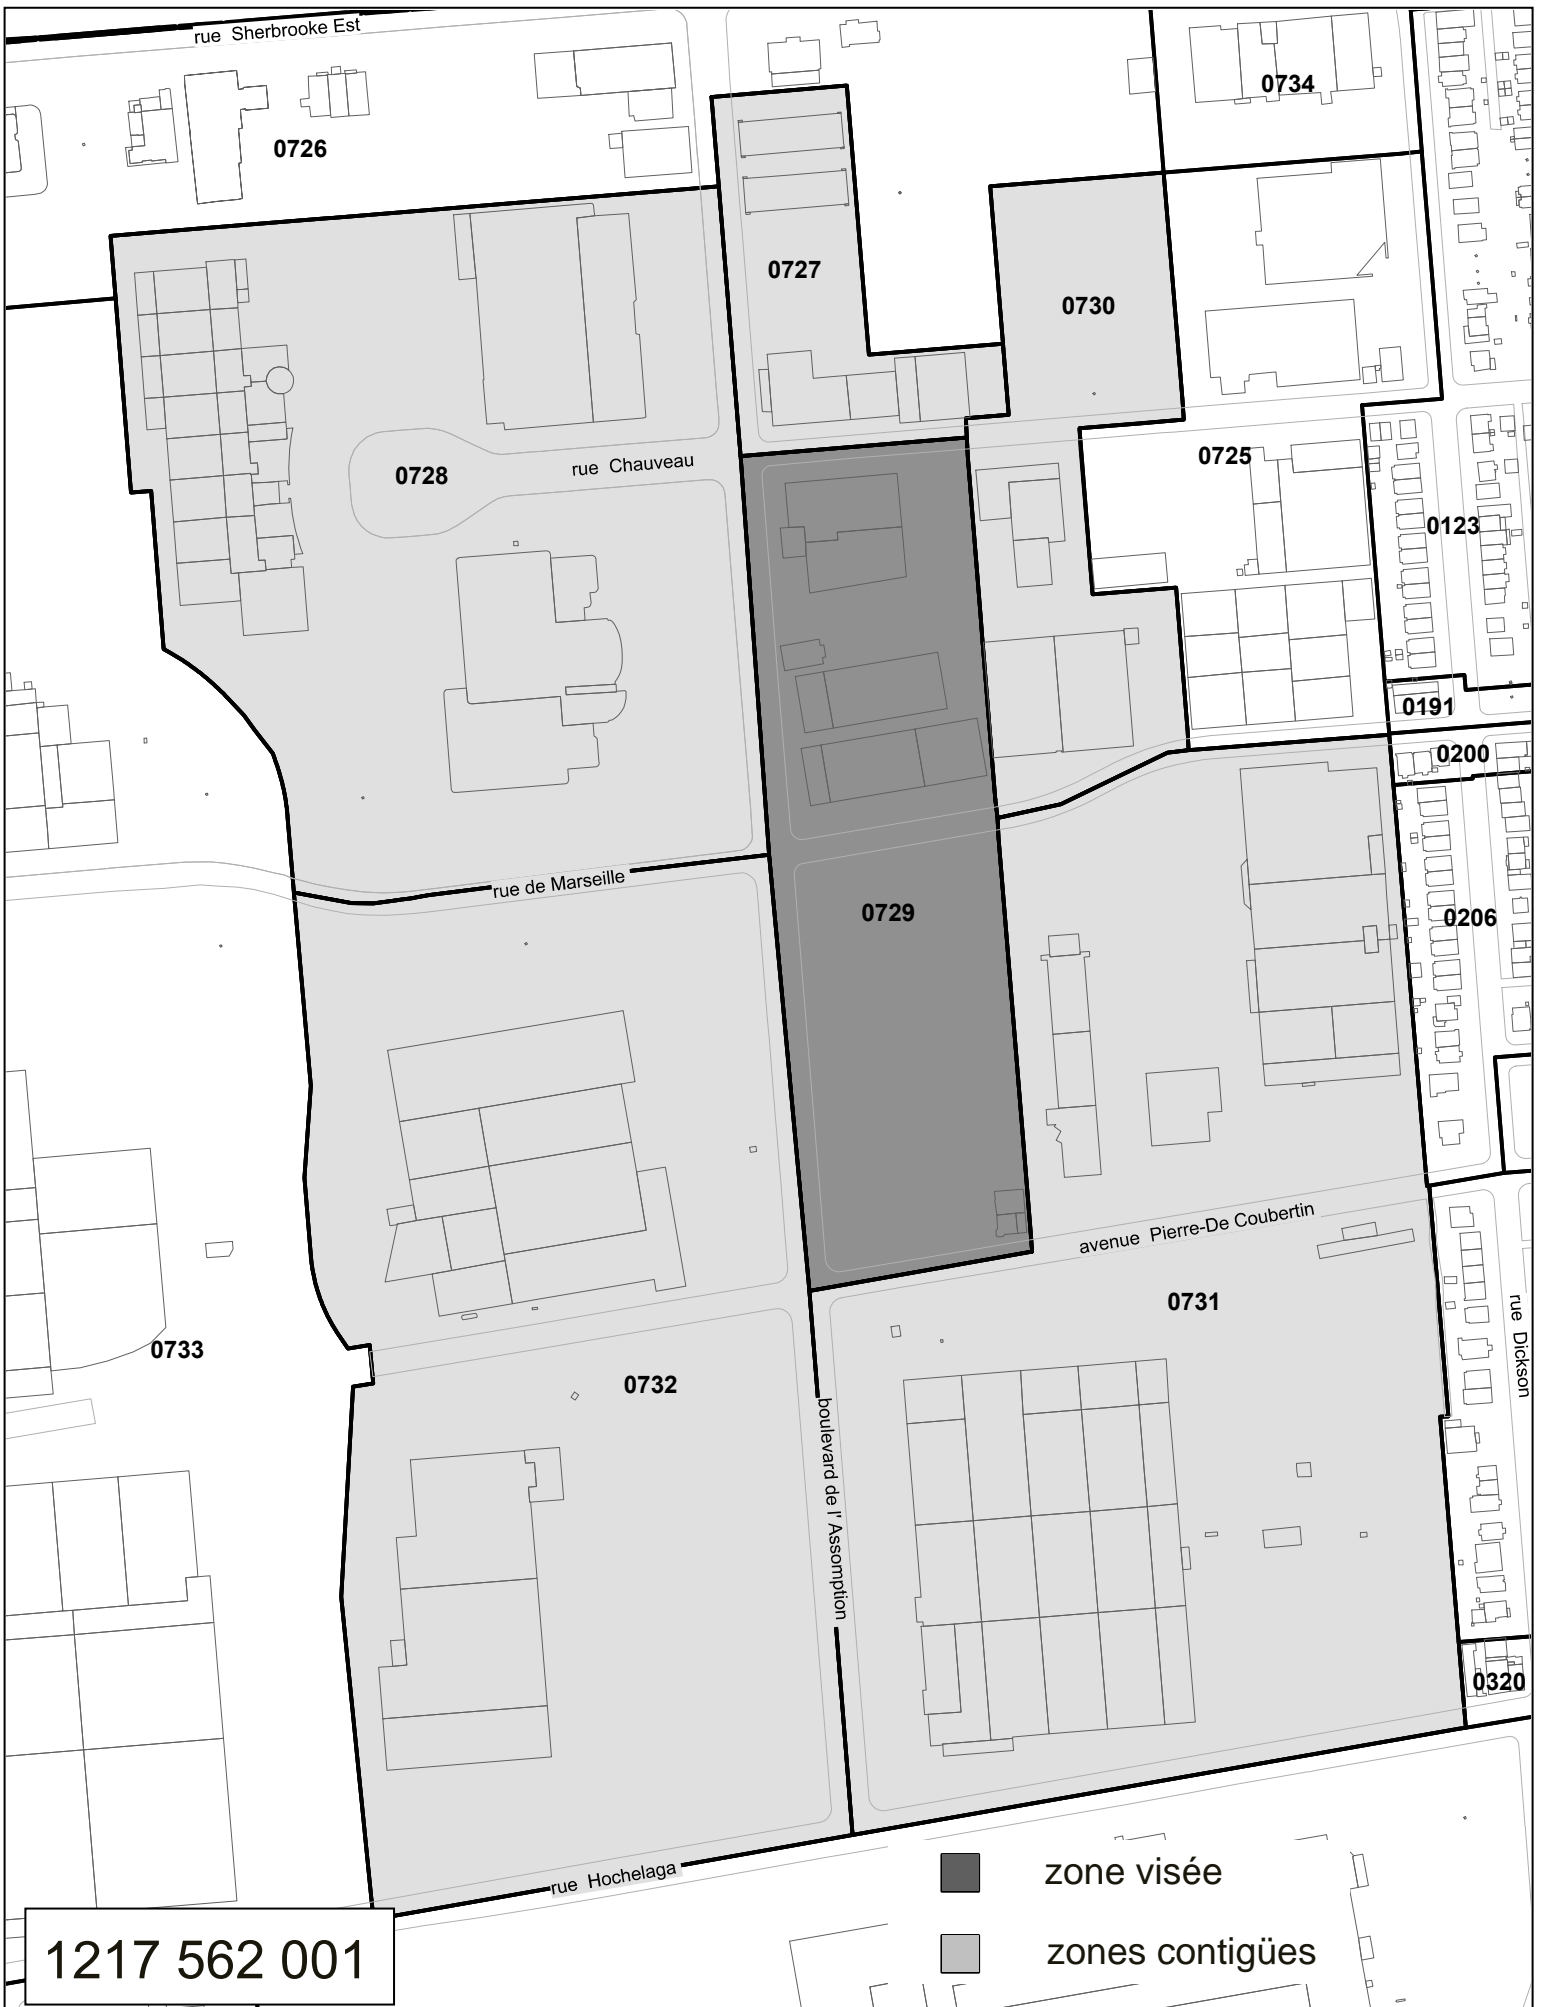 rue Sherbrooke Est
0734
0726
0727
0730
0725
rue Chauveau
0728
0123
0191
0200
rue de Marseille
0729
0206
avenue Pierre-De Coubertin
0731
rue Dickson
0733
0732
boulevard de l' Assomption
0320
rue Hochelaga
zone visée
zones contigües
1217 562 001